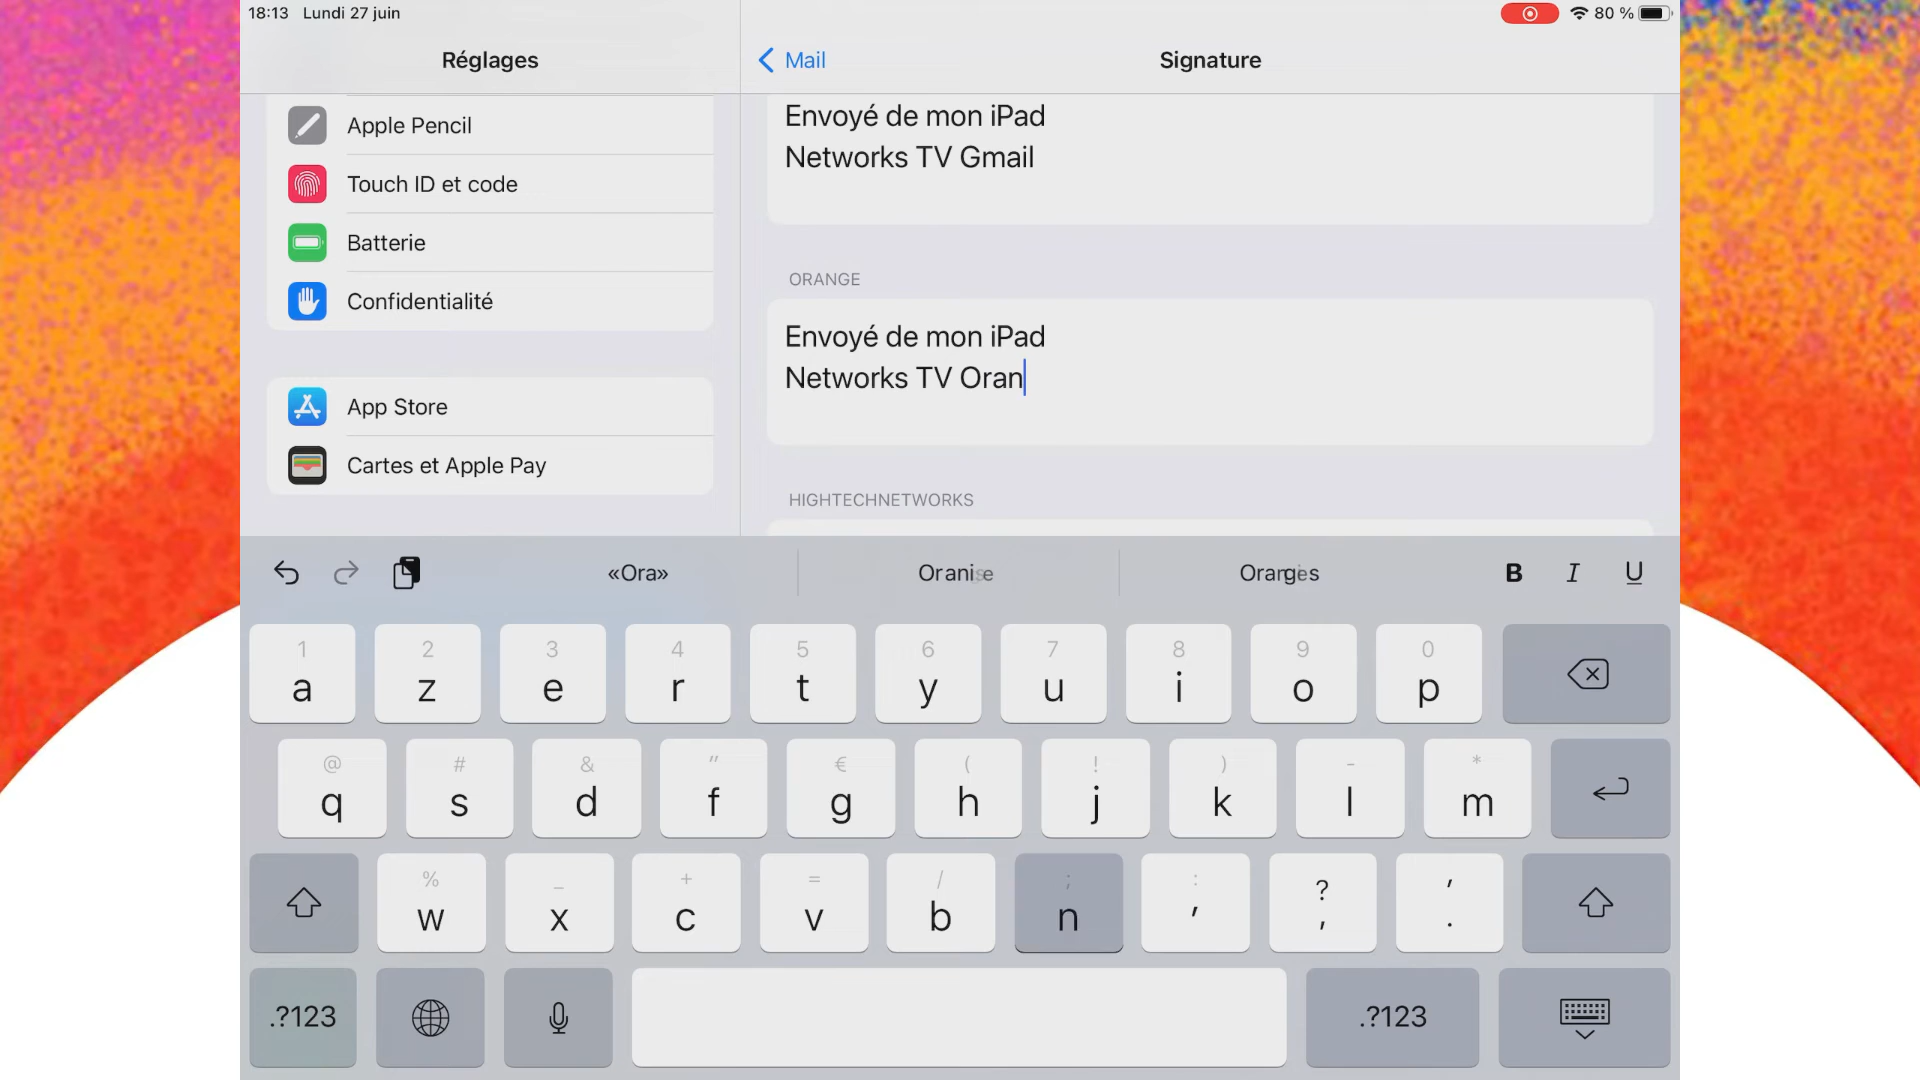 18:13 Lundi 27 juin
80 %
Réglages
Apple Pencil
Touch ID et code
Batterie
Confidentialité
App Store
Cartes et Apple Pay
Mail
Signature
Envoyé de mon iPad
Networks TV Gmail
ORANGE
Envoyé de mon iPad
Networks TV Oran
HIGHTECHNETWORKS
«Ora»
B I U
1 2 3 4 5 6 7 8 9 0
a z e r t y u i o p
@ # & " € ( ! ) - *
q s d f g h j k l m
% _ + = / ; : ? '
w x c v b n ' , .
.?123 .?123